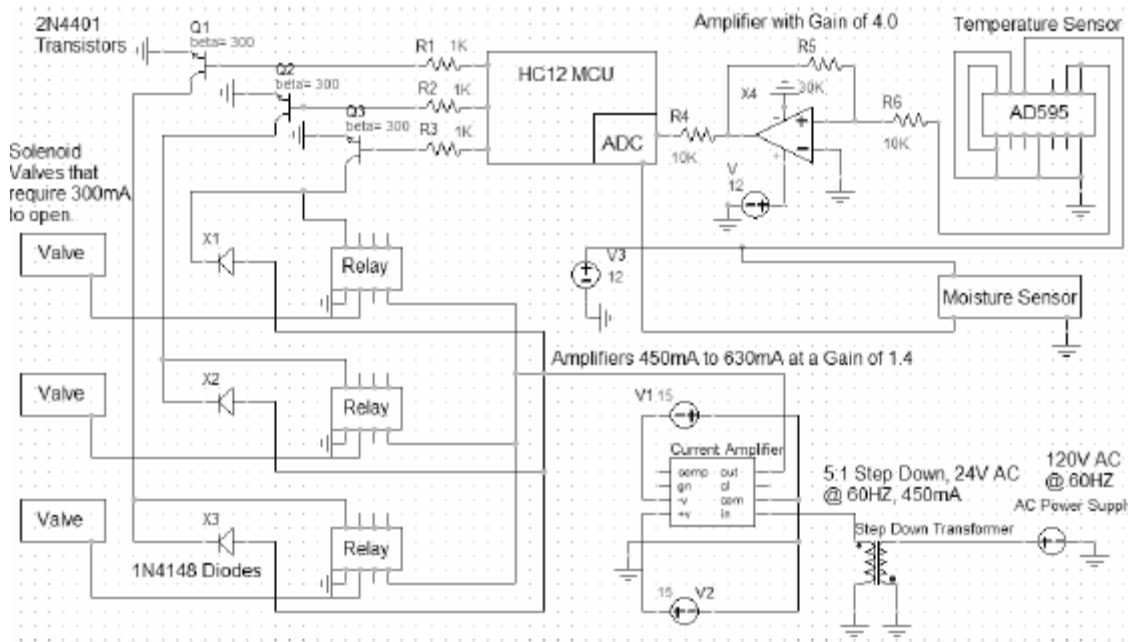 2N4401
Transistors
Q1
beta= 300
Q2
beta= 300
Q3
beta= 300
R1 1K
R2 1K
R3 1K
HC12 MCU
ADC
Amplifier with Gain of 4.0
R5
30K
X4
R4
10K
R6
10K
V
12
Temperature Sensor
AD595
Solenoid
Valves that
require 300mA
to open.
Valve
X1
Relay
V3
12
Moisture Sensor
Amplifiers 450mA to 630mA at a Gain of 1.4
Valve
X2
Relay
V1 15
Current Amplifier
comp out
gn cl
-v com
+v in
5:1 Step Down, 24V AC
@ 60HZ, 450mA
120V AC
@ 60HZ
AC Power Supply
Step Down Transformer
Valve
X3
Relay
1N4148 Diodes
15 V2